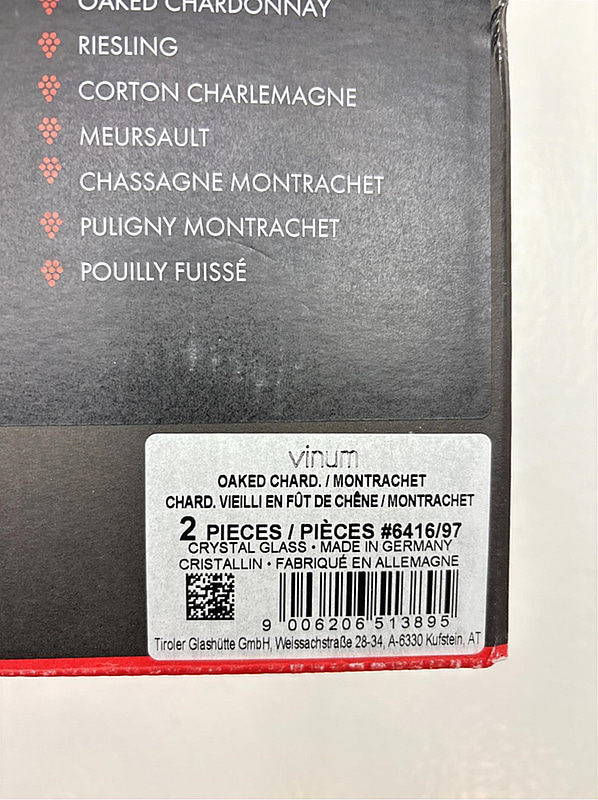 OAKED CHARDONNAY
RIESLING
CORTON CHARLEMAGNE
MEURSAULT
CHASSAGNE MONTRACHET
PULIGNY MONTRACHET
POUILLY FUISSÉ
vinum
OAKED CHARD. / MONTRACHET
CHARD. VIEILLI EN FÛT DE CHÊNE / MONTRACHET
2 PIECES / PIÈCES #6416/97
CRYSTAL GLASS • MADE IN GERMANY
CRISTALLIN • FABRIQUÉ EN ALLEMAGNE
9 006206 513895
Tiroler Glashütte GmbH, Weissachstraße 28-34, A-6330 Kufstein, AT